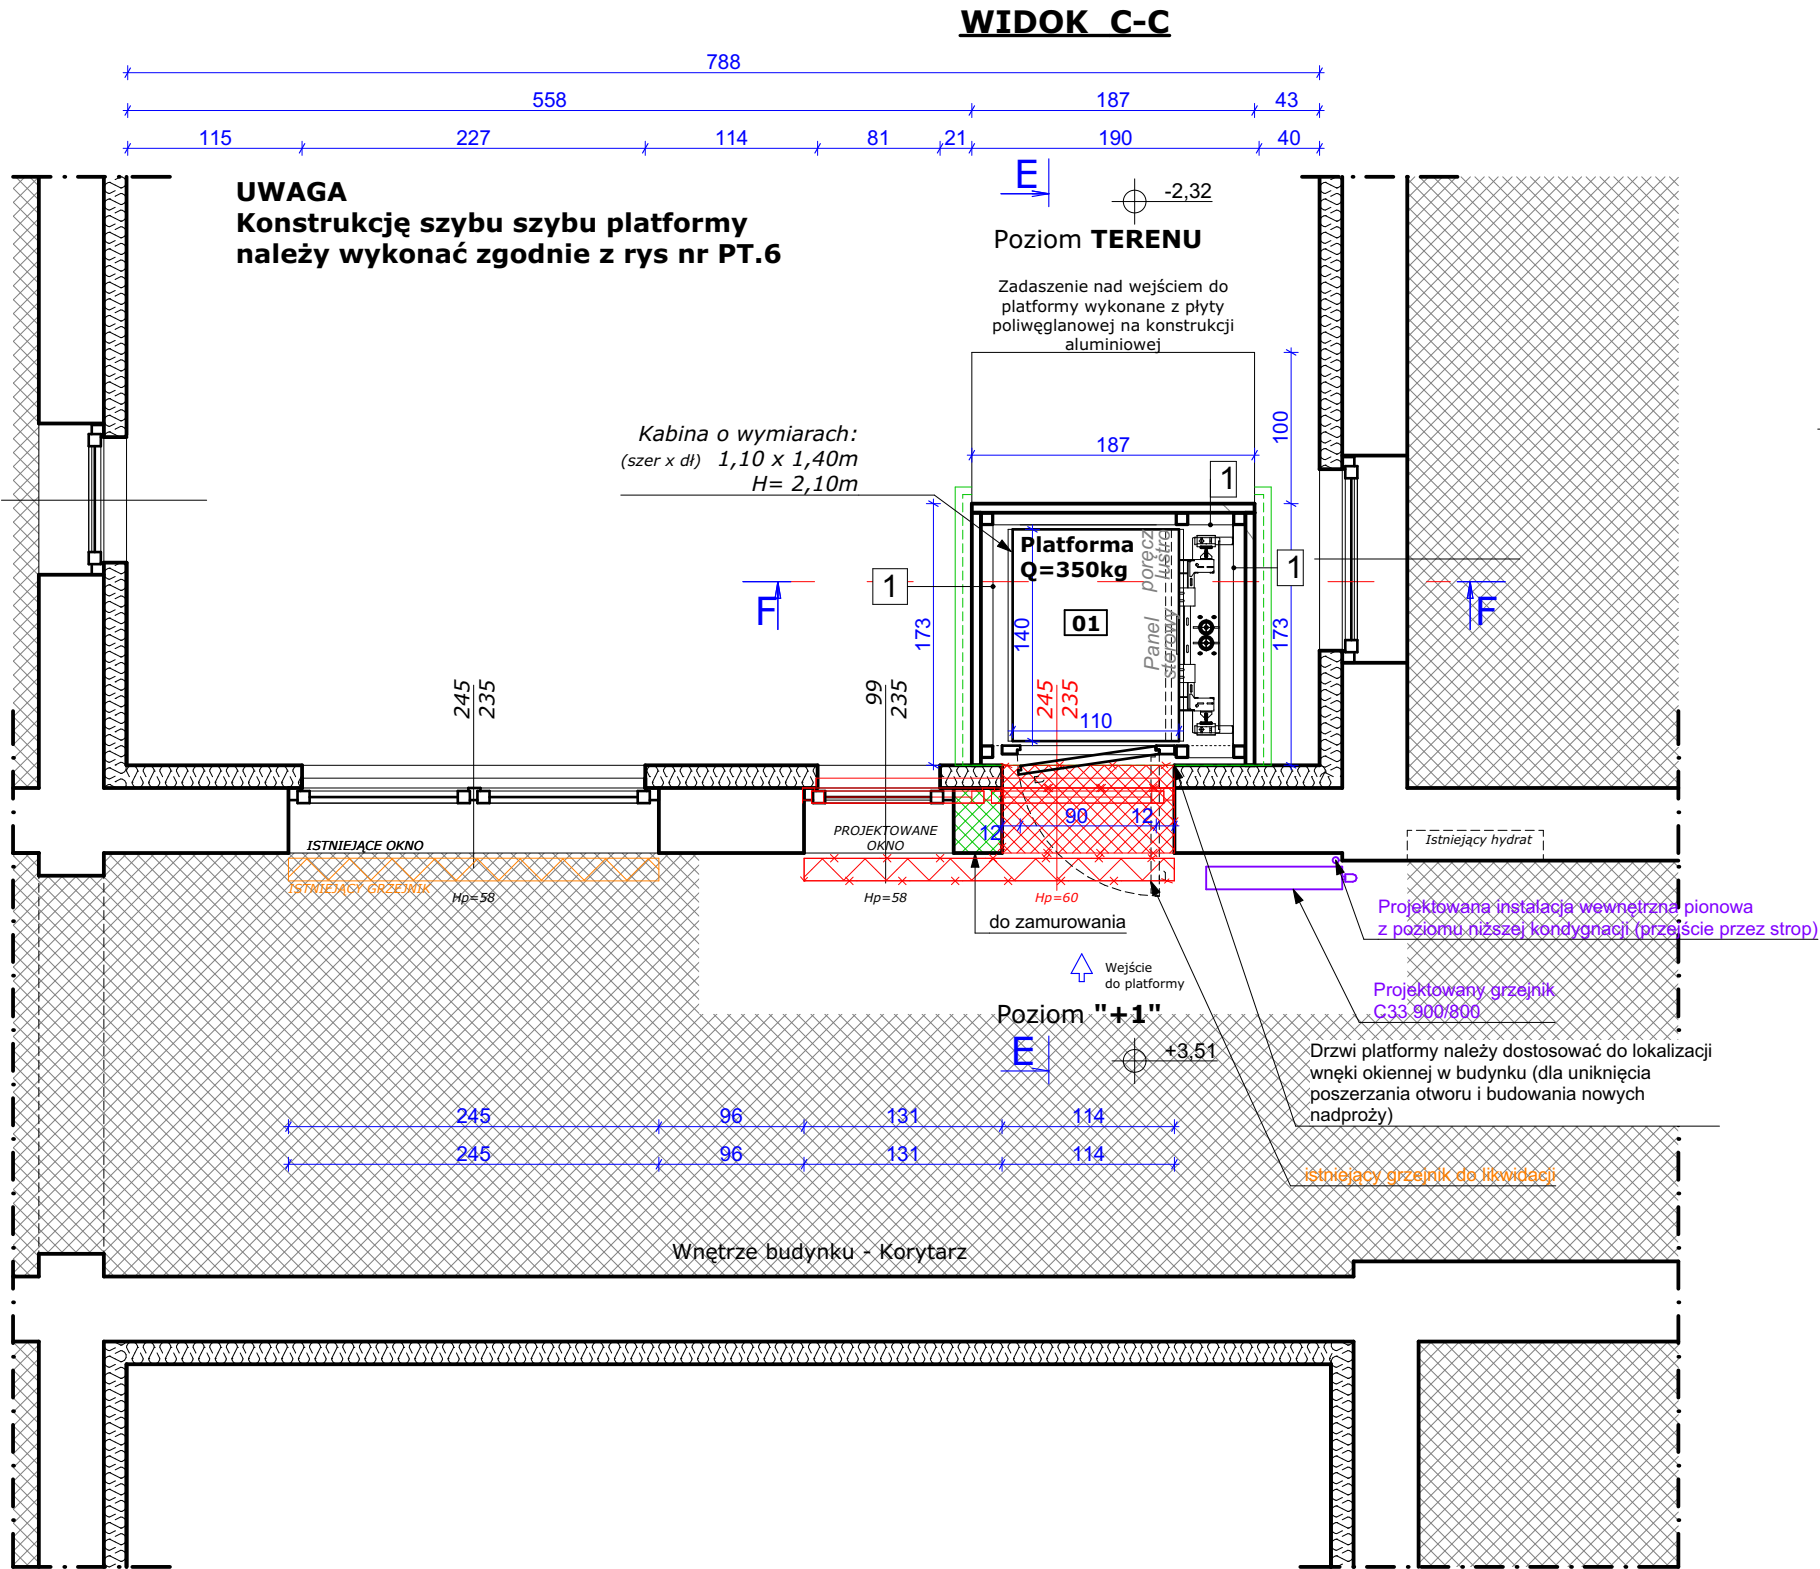 WIDOK C-C
788
558 187 43
115 227 114 81 21 190 40
UWAGA
Konstrukcję szybu szybu platformy
należy wykonać zgodnie z rys nr PT.6
E
-2,32
Poziom TERENU
Zadaszenie nad wejściem do
platformy wykonane z płyty
poliwęglanowej na konstrukcji
aluminiowej
100
Kabina o wymiarach:
(szer x dł) 1,10 x 1,40m
H= 2,10m
187
1
Platforma
Q=350kg
poręcz
lustro
1
1
F
F
01
173
140
Panel
sterowy
173
245
235
99
235
245
235
110
12 90 12
PROJEKTOWANE
OKNO
ISTNIEJĄCE OKNO
ISTNIEJĄCY GRZEJNIK
Hp=58
Hp=58
Hp=60
Istniejący hydrat
do zamurowania
Projektowana instalacja wewnętrzna pionowa
z poziomu niższej kondygnacji (przejście przez strop)
Wejście
do platformy
Projektowany grzejnik
C33 900/800
Poziom "+1"
E
+3,51
Drzwi platformy należy dostosować do lokalizacji
wnęki okiennej w budynku (dla uniknięcia
poszerzania otworu i budowania nowych
nadproży)
245 96 131 114
245 96 131 114
istniejący grzejnik do likwidacji
Wnętrze budynku - Korytarz